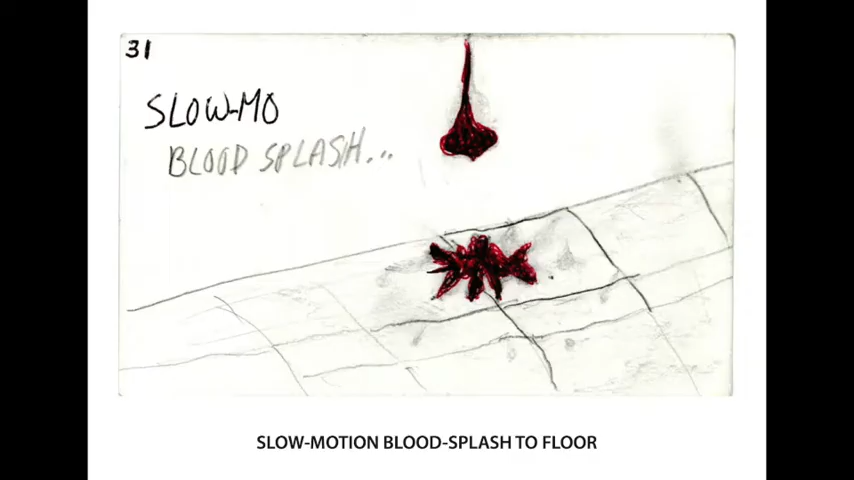 31
SLOW-MO
BLOOD SPLASH...
SLOW-MOTION BLOOD-SPLASH TO FLOOR